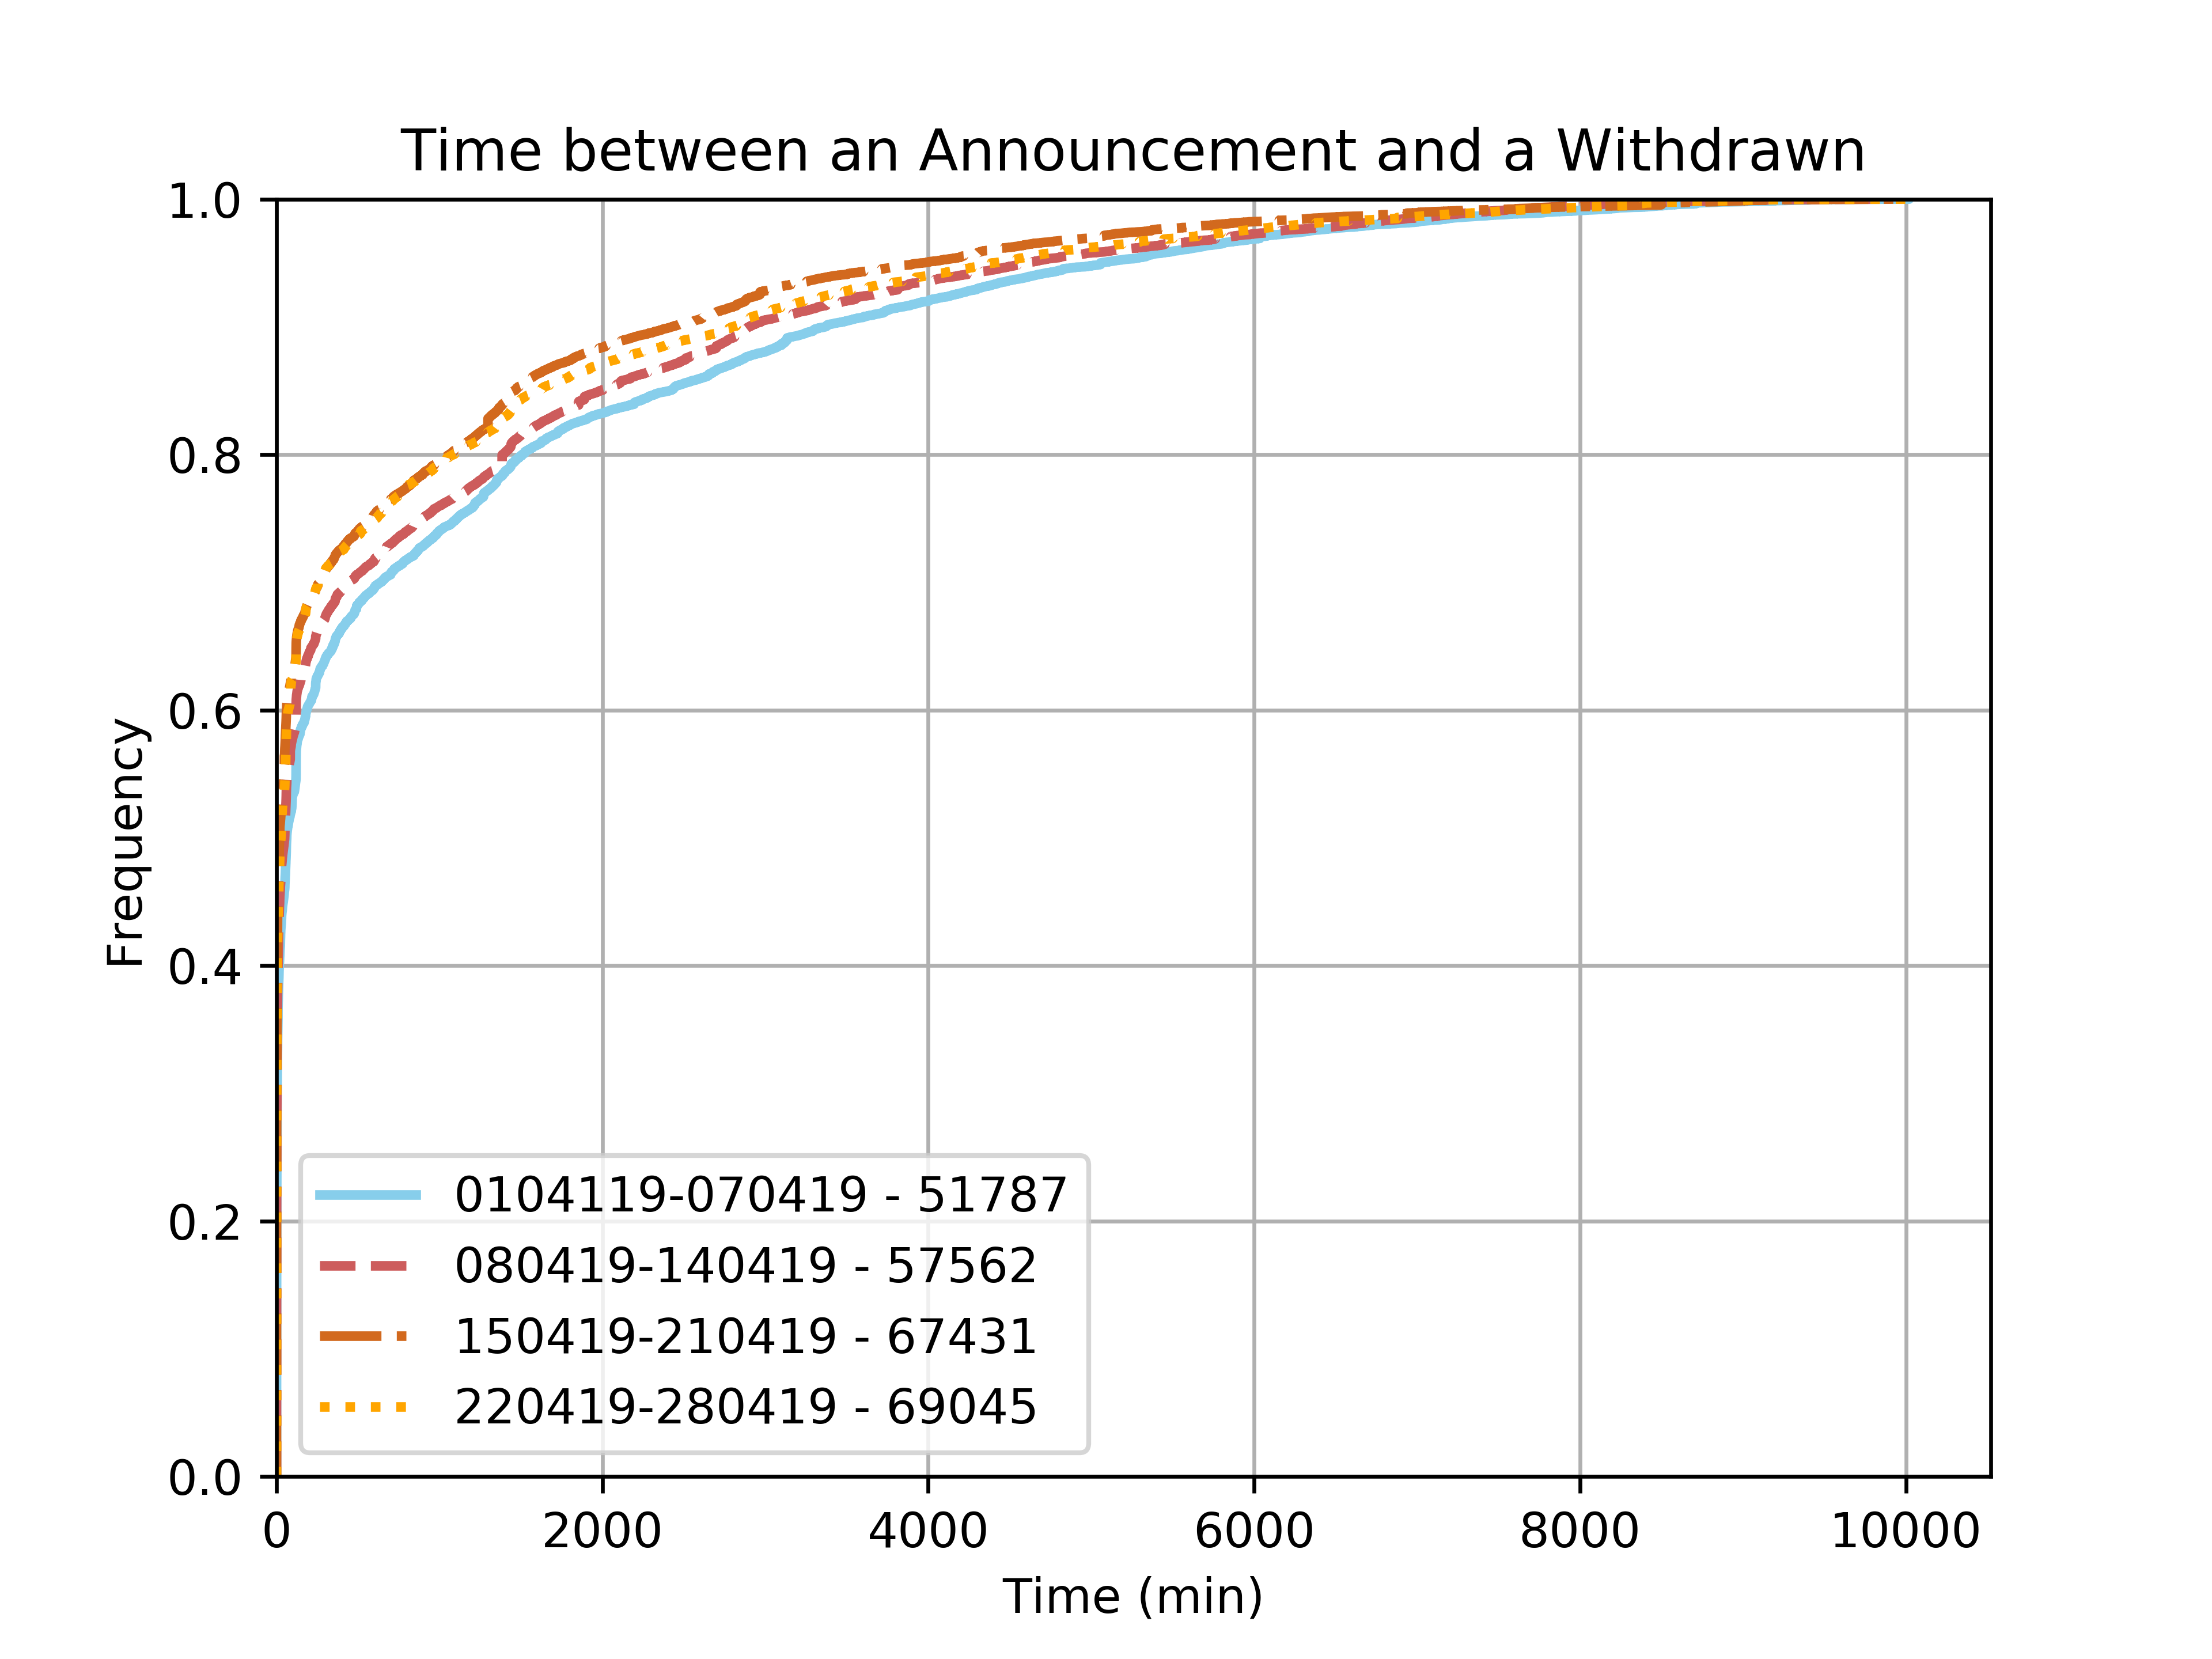 Time between an Announcement and a Withdrawn
1.0
0.8
0.6
0.4
0.2
0.0
Frequency
0104119-070419 - 51787
080419-140419 - 57562
150419-210419 - 67431
220419-280419 - 69045
0 2000 4000 6000 8000 10000
Time (min)